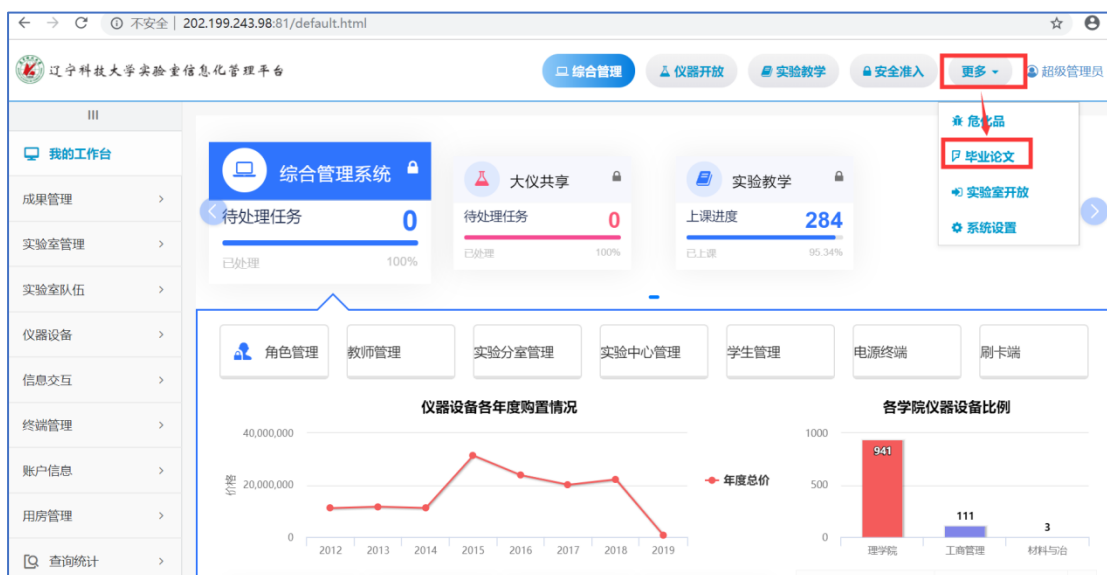 不安全 | 202.199.243.98:81/default.html
辽宁科技大学实验室信息化管理平台
综合管理
仪器开放
实验教学
安全准入
更多
超级管理员
危化品
毕业论文
实验室开放
系统设置
我的工作台
成果管理
实验室管理
实验室队伍
仪器设备
信息交互
终端管理
账户信息
用房管理
查询统计
综合管理系统
待处理任务 0
已处理 100%
大仪共享
待处理任务 0
已处理 100%
实验教学
上课进度 284
已上课 95.34%
角色管理
教师管理
实验分室管理
实验中心管理
学生管理
电源终端
刷卡端
仪器设备各年度购置情况
40,000,000
20,000,000
0
价格
2012 2013 2014 2015 2016 2017 2018 2019
年度总价
各学院仪器设备比例
1000
500
0
941
111
3
理学院 工商管理 材料与冶